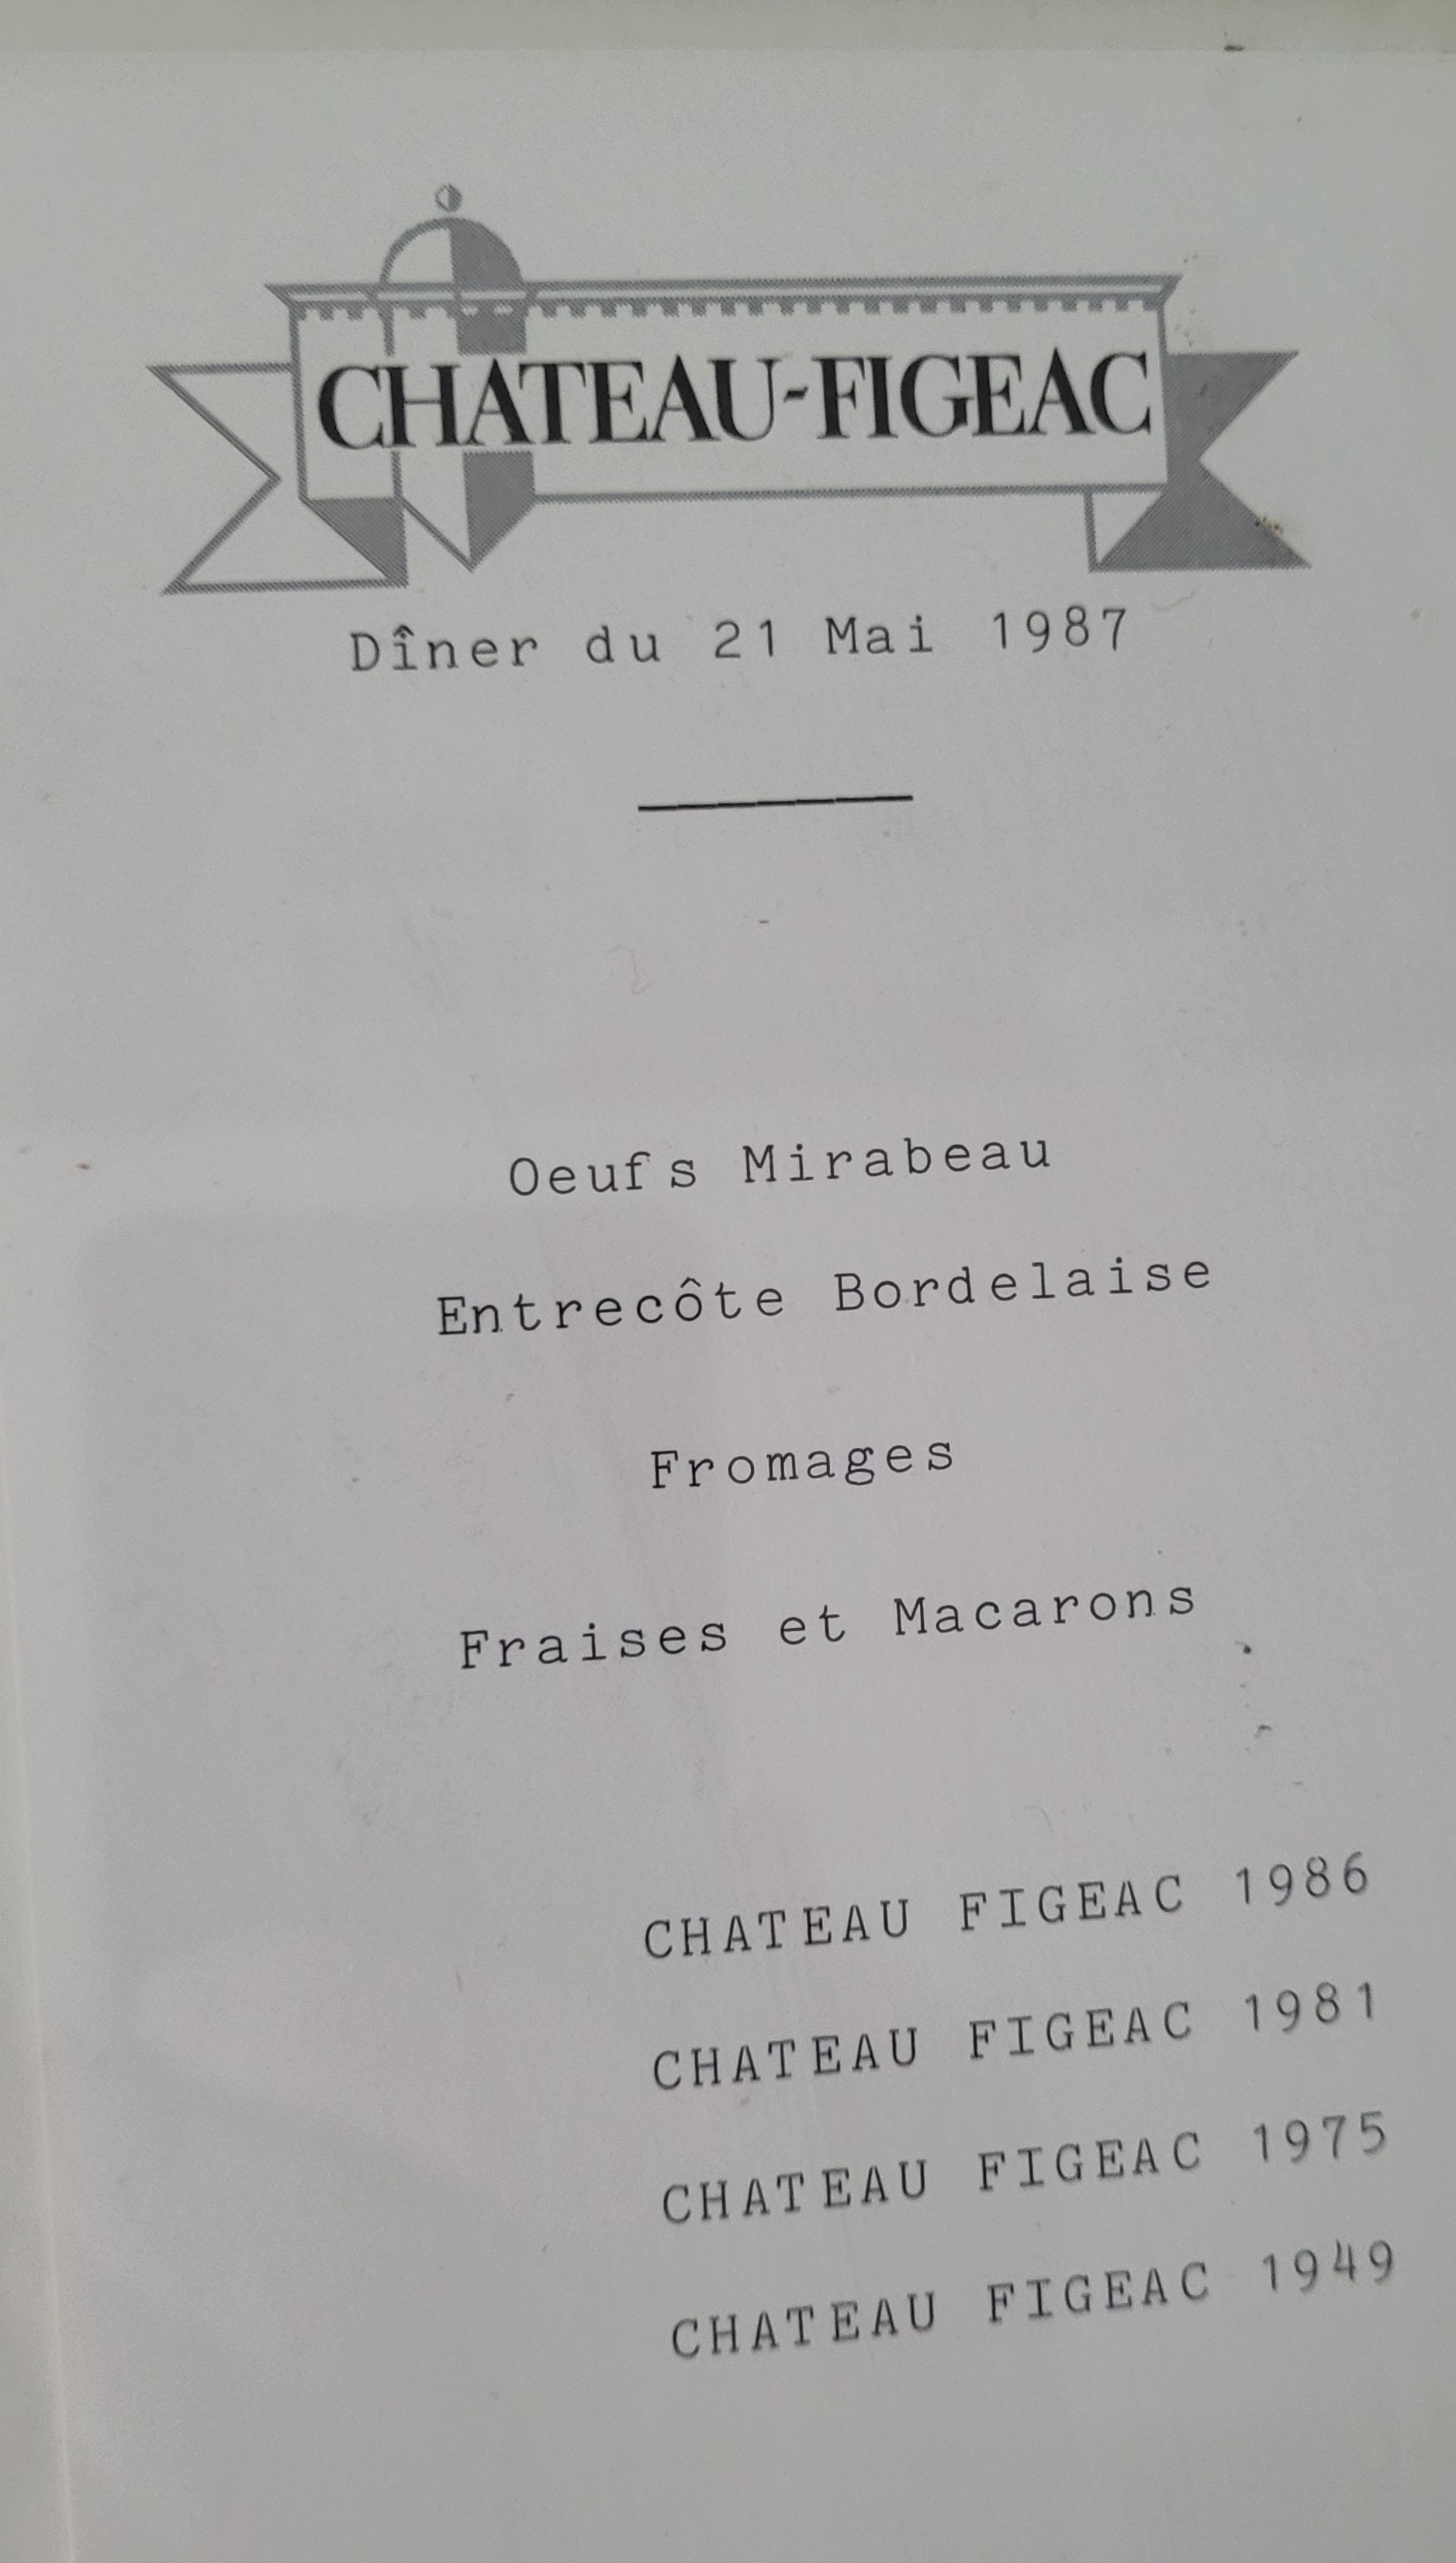 CHATEAU-FIGEAC
Dîner du 21 Mai 1987
Oeufs Mirabeau
Entrecôte Bordelaise
Fromages
Fraises et Macarons
CHATEAU FIGEAC 1986
CHATEAU FIGEAC 1981
CHATEAU FIGEAC 1975
CHATEAU FIGEAC 1949